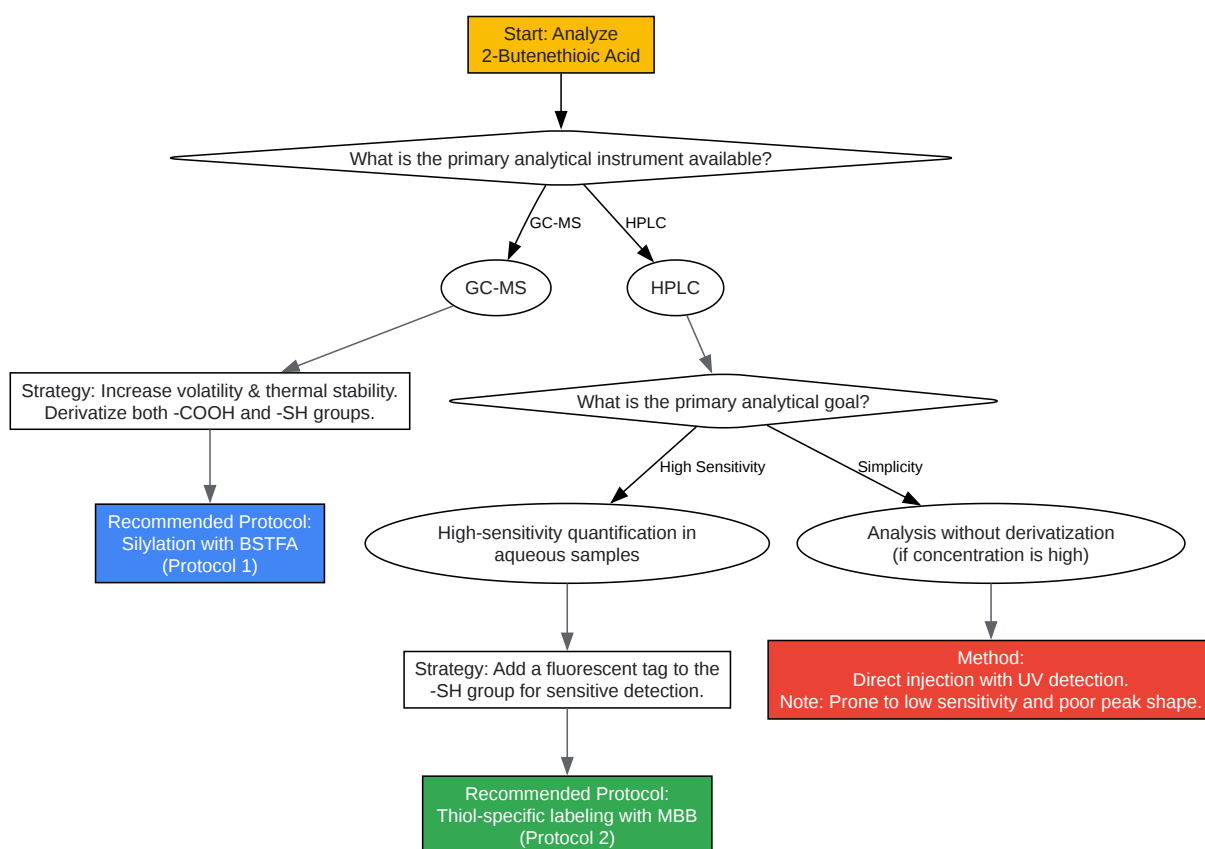 Start: Analyze
2-Butenethioic Acid
What is the primary analytical instrument available?
GC-MS
HPLC
GC-MS
HPLC
Strategy: Increase volatility & thermal stability.
Derivatize both -COOH and -SH groups.
What is the primary analytical goal?
High Sensitivity
Simplicity
Recommended Protocol:
Silylation with BSTFA
(Protocol 1)
High-sensitivity quantification in
aqueous samples
Analysis without derivatization
(if concentration is high)
Strategy: Add a fluorescent tag to the
-SH group for sensitive detection.
Method:
Direct injection with UV detection.
Note: Prone to low sensitivity and poor peak shape.
Recommended Protocol:
Thiol-specific labeling with MBB
(Protocol 2)